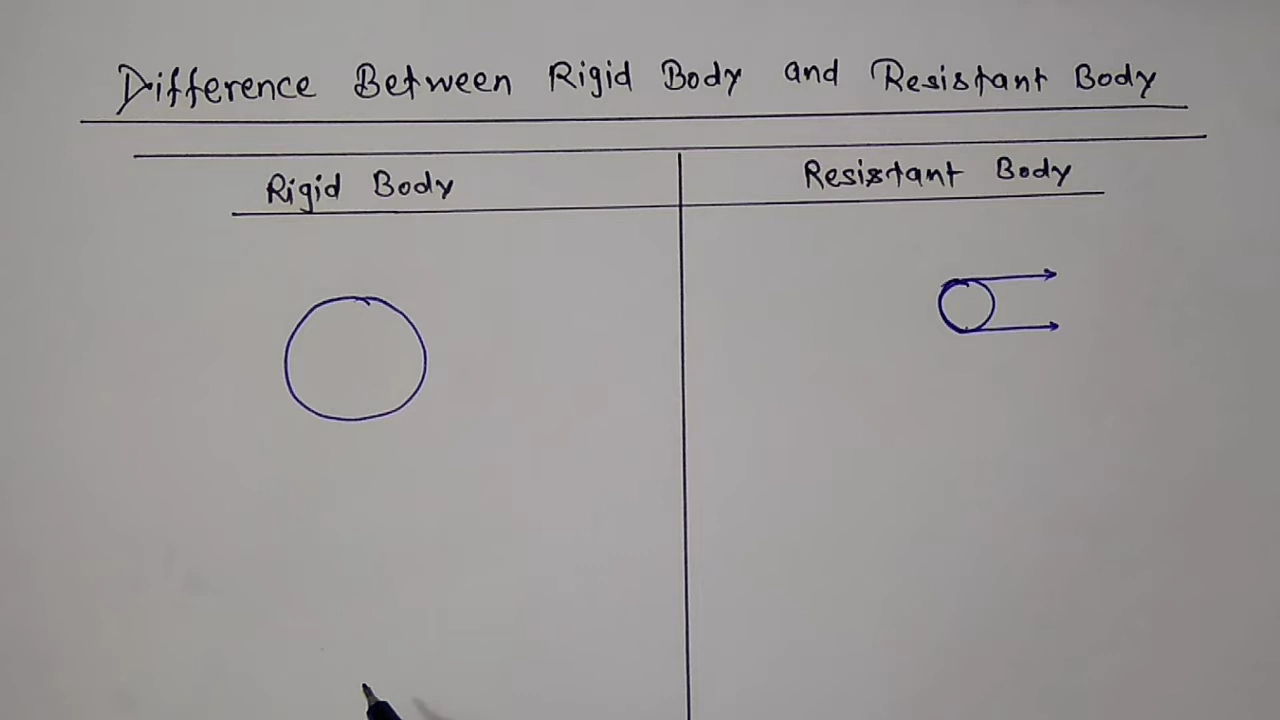 Difference Between Rigid Body and Resistant Body
Rigid Body
Resistant Body